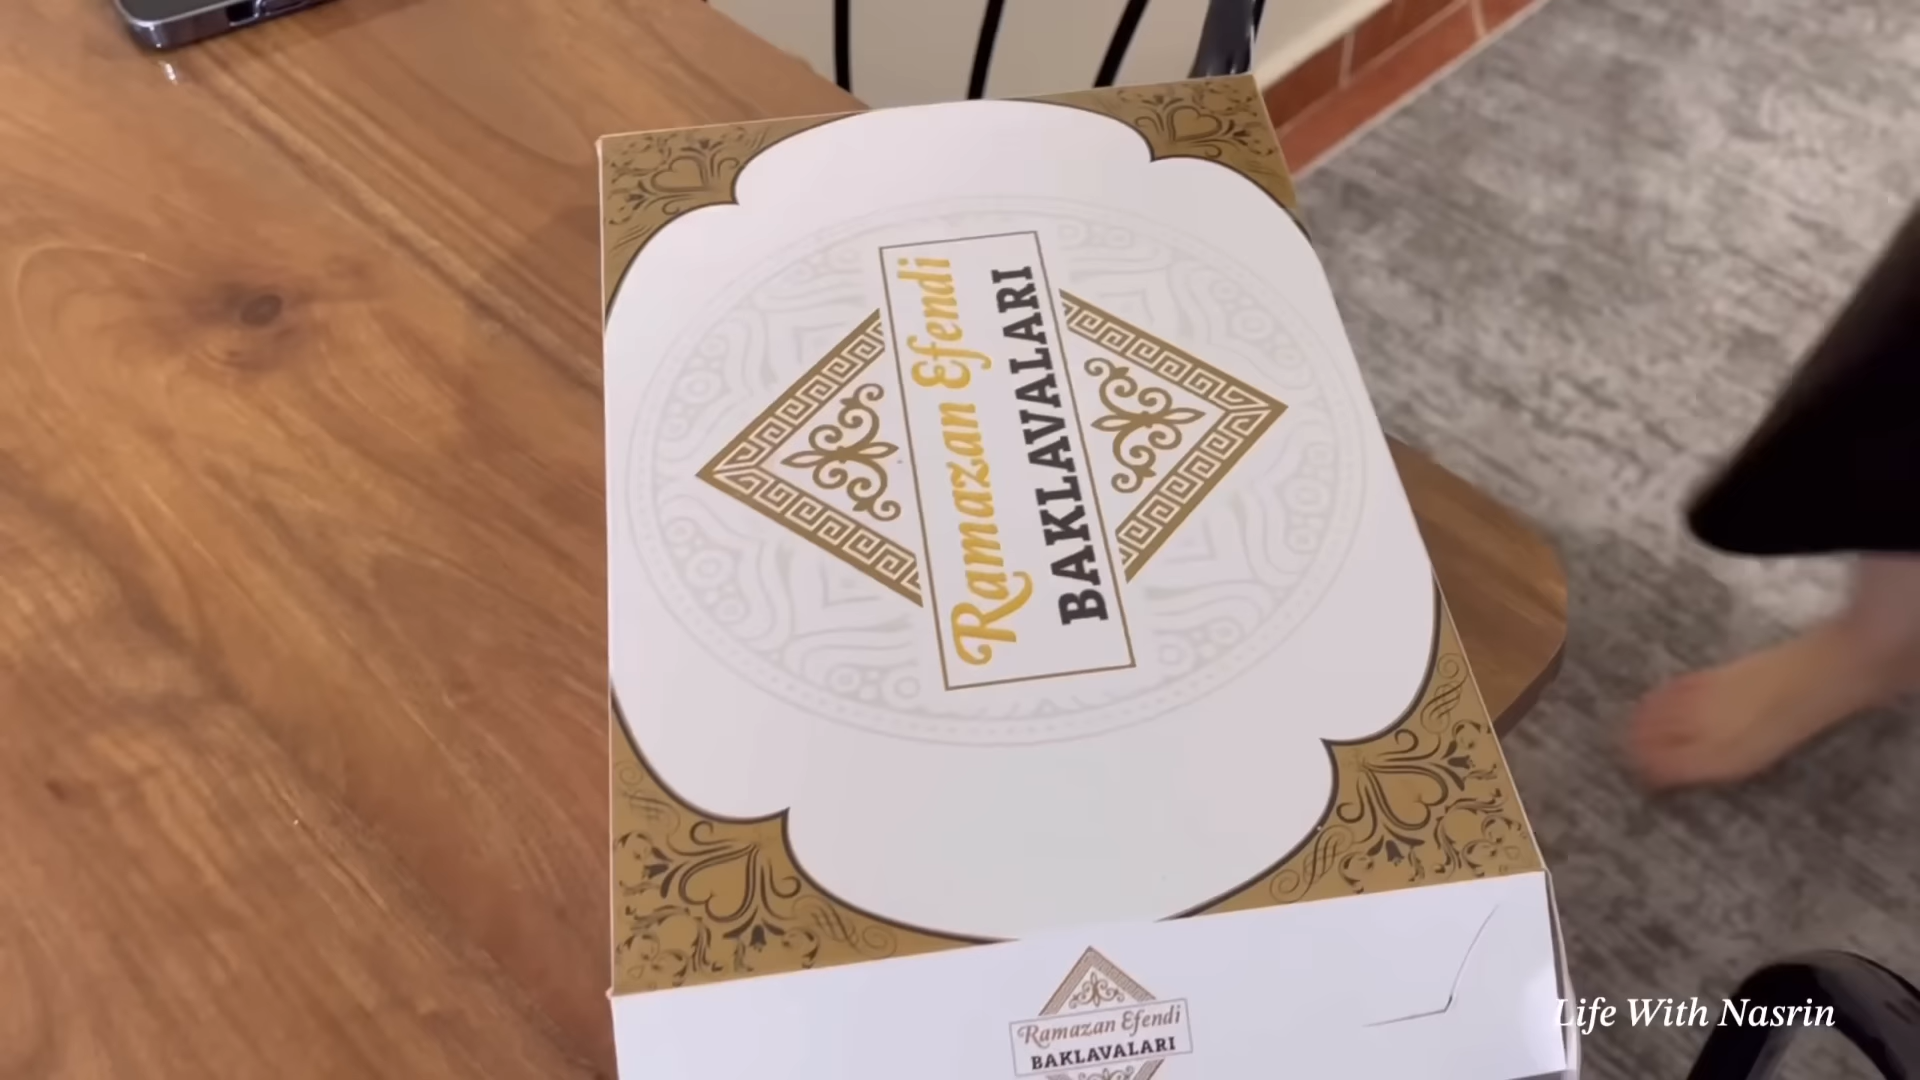 Ramazan Efendi
BAKLAVALARI
Ramazan Efendi
BAKLAVALARI
Life With Nasrin